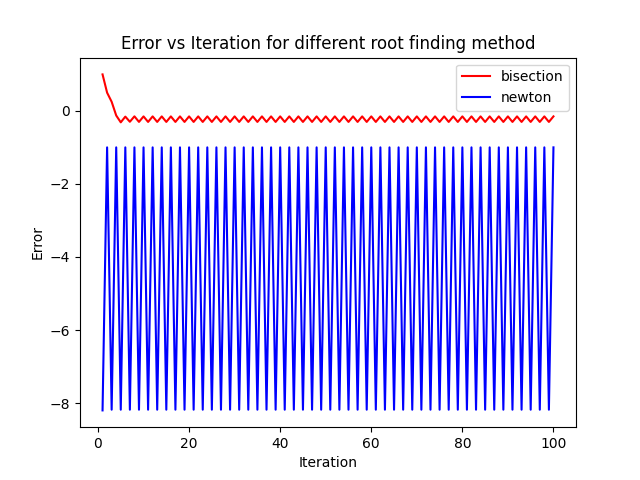 Error vs Iteration for different root finding method
bisection
newton
0
−2
−4
−6
−8
Error
0 20 40 60 80 100
Iteration